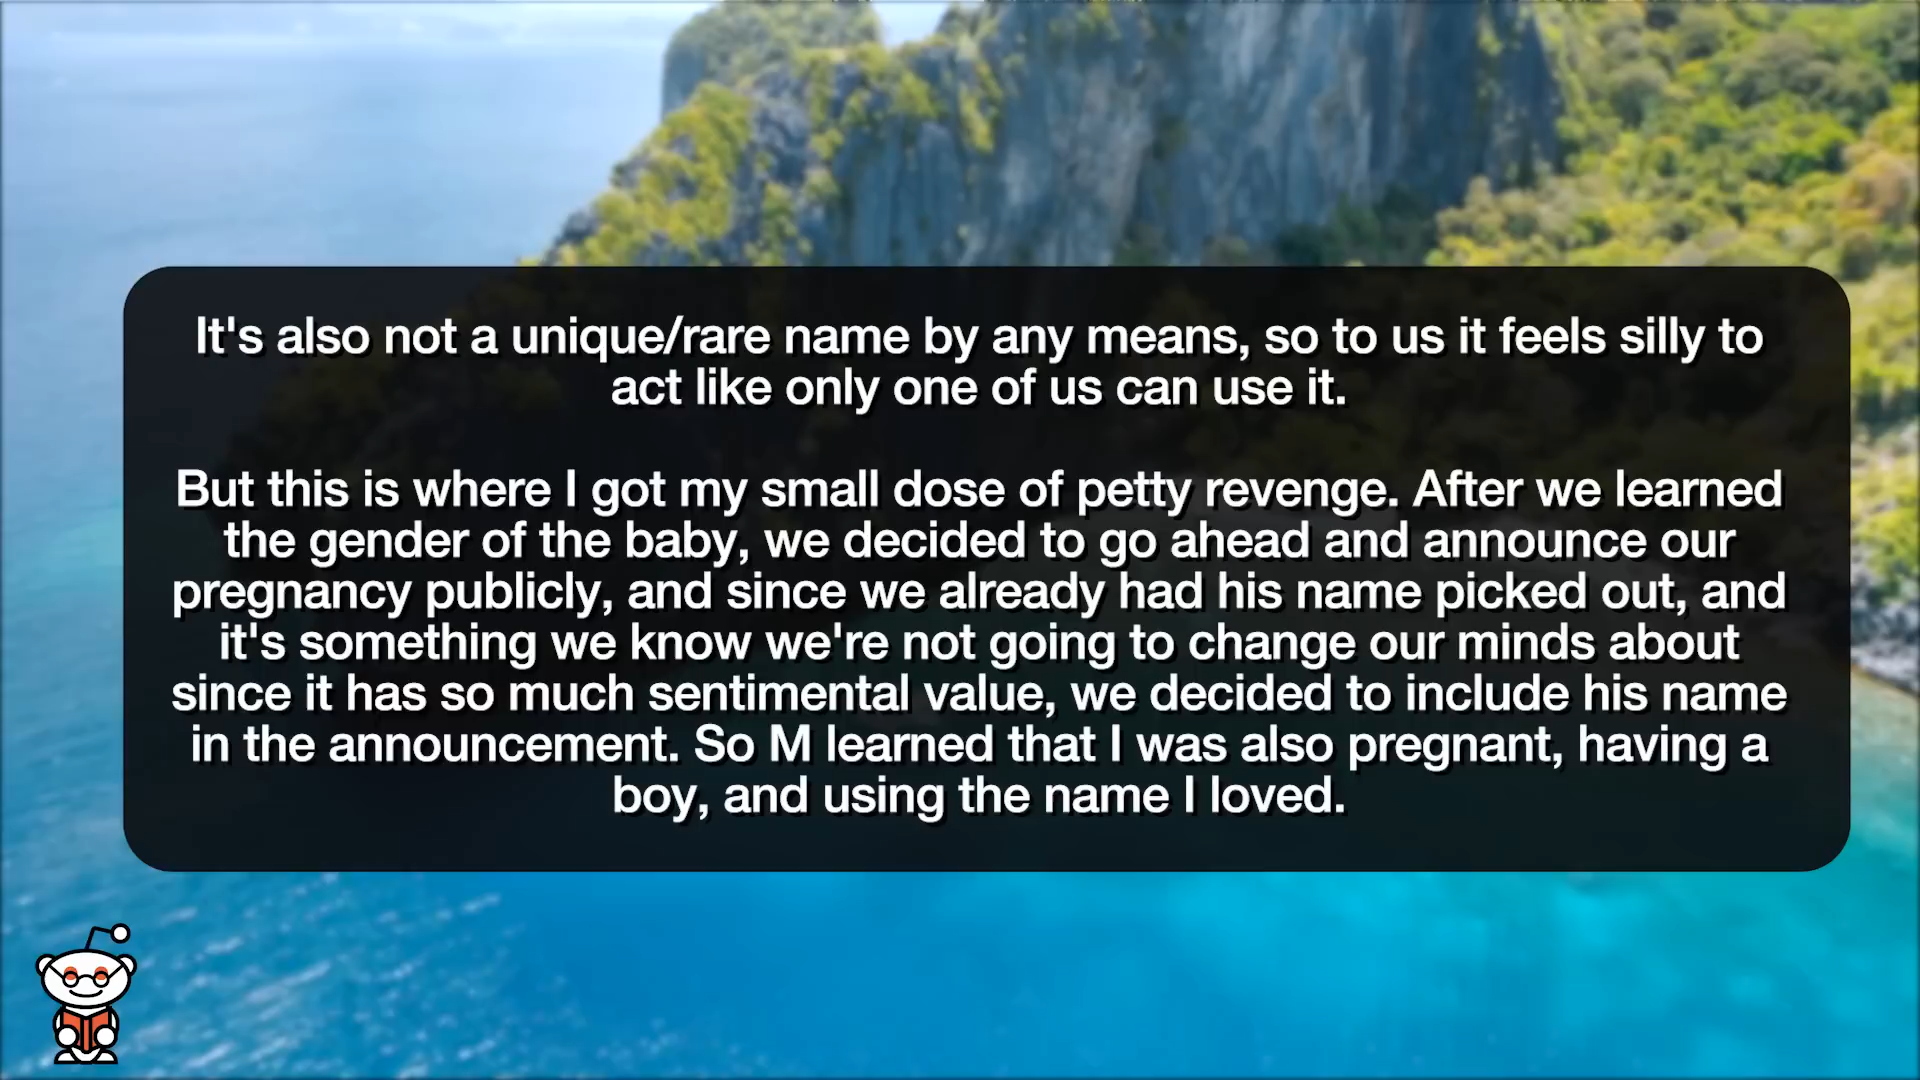 It's also not a unique/rare name by any means, so to us it feels silly to
act like only one of us can use it.
But this is where I got my small dose of petty revenge. After we learned
the gender of the baby, we decided to go ahead and announce our
pregnancy publicly, and since we already had his name picked out, and
it's something we know we're not going to change our minds about
since it has so much sentimental value, we decided to include his name
in the announcement. So M learned that I was also pregnant, having a
boy, and using the name I loved.